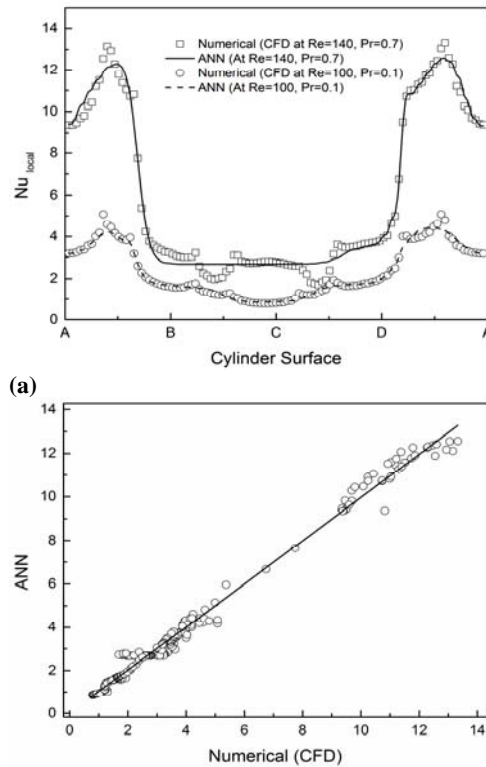 16
14
12
10
8
6
4
2
0
Nu local
Numerical (CFD at Re=140, Pr=0.7)
ANN (At Re=140, Pr=0.7)
Numerical (CFD at Re=100, Pr=0.1)
ANN (At Re=100, Pr=0.1)
A B C D A
Cylinder Surface
(a)
14
12
10
8
6
4
2
0
ANN
0 2 4 6 8 10 12 14
Numerical (CFD)